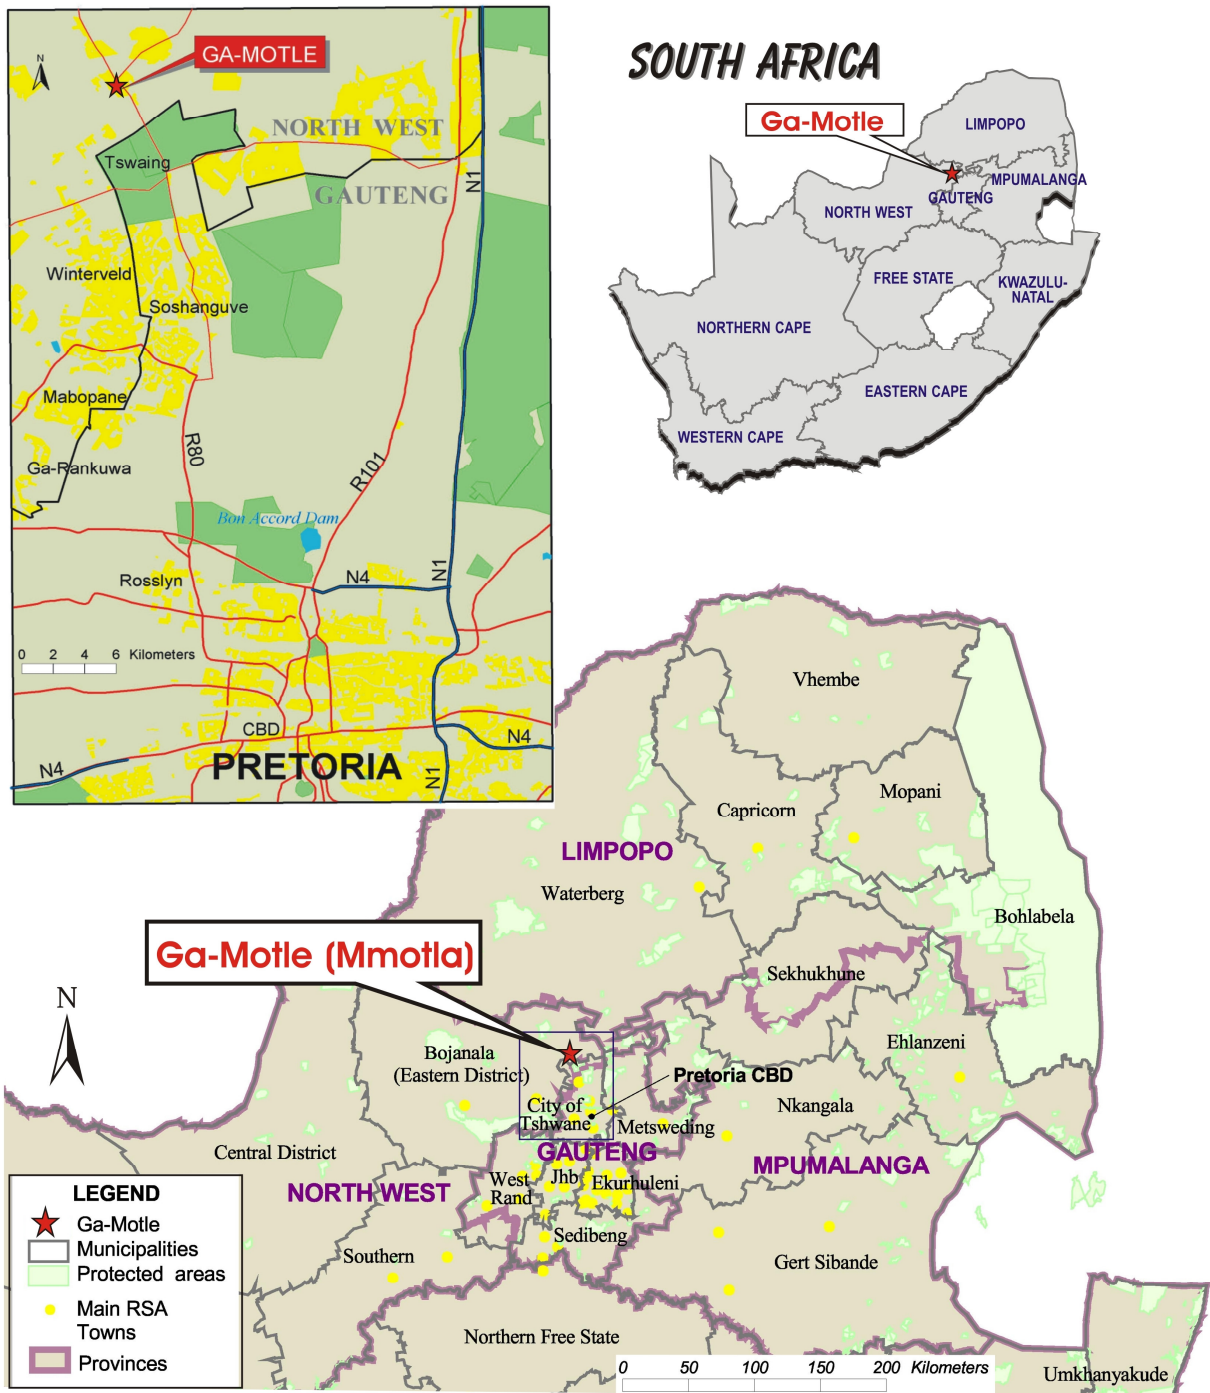 N
GA-MOTLE
NORTH WEST
Tswaing
GAUTENG
N1
Winterveld
Soshanguve
Mabopane
R80
Ga-Rankuwa
R101
Bon Accord Dam
N4
N1
Rosslyn
0 2 4 6 Kilometers
CBD
N4
N4
PRETORIA
N1
SOUTH AFRICA
Ga-Motle
LIMPOPO
MPUMALANGA
GAUTENG
NORTH WEST
FREE STATE
KWAZULU-
NATAL
NORTHERN CAPE
EASTERN CAPE
WESTERN CAPE
Vhembe
Mopani
Capricorn
LIMPOPO
Waterberg
Bohlabela
Ga-Motle (Mmotla)
Sekhukhune
N
Ehlanzeni
Bojanala
(Eastern District)
Pretoria CBD
City of
Tshwane
Nkangala
Metsweding
Central District
GAUTENG
MPUMALANGA
NORTH WEST
West
Rand
Jhb
Ekurhuleni
Sedibeng
Southern
Gert Sibande
Northern Free State
Umkhanyakude
LEGEND
Ga-Motle
Municipalities
Protected areas
Main RSA
Towns
Provinces
0 50 100 150 200 Kilometers